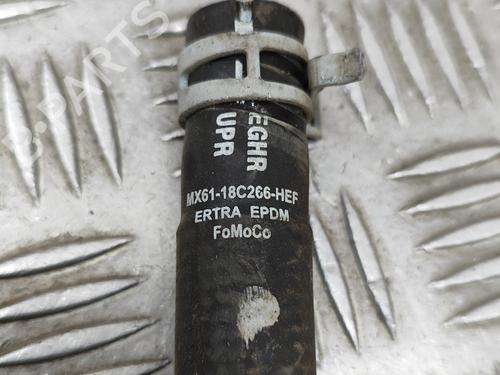 EGHR
UPR
MX61-18C266-HEF
ERTRA EPDM
FoMoCo